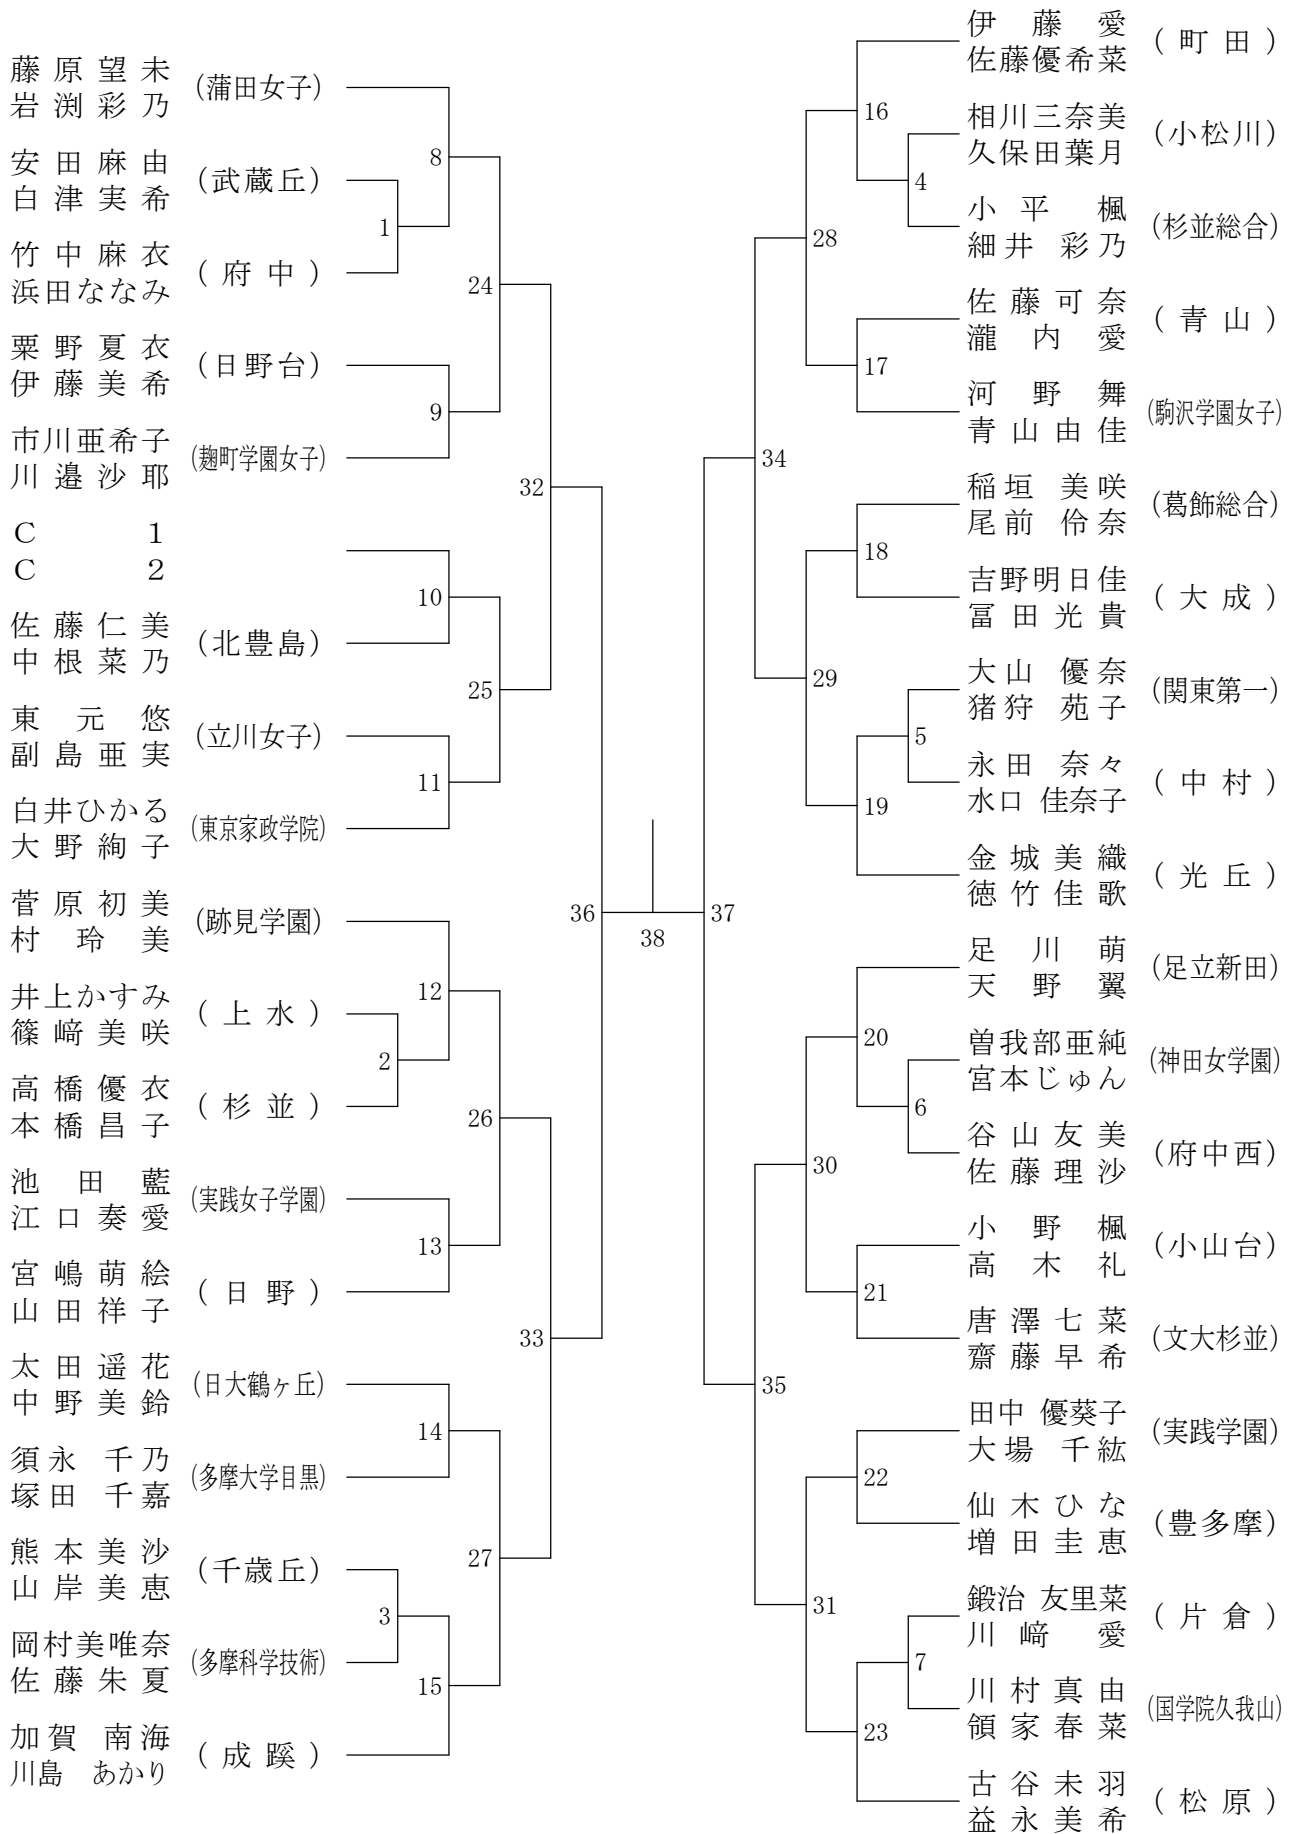 藤原望未
岩渕彩乃
(蒲田女子)
安田麻由
白津実希
(武蔵丘)
竹中麻衣
浜田ななみ
(府中)
粟野夏衣
伊藤美希
(日野台)
市川亜希子
川邉沙耶
(麹町学園女子)
C 1
C 2
佐藤仁美
中根菜乃
(北豊島)
東元悠
副島亜実
(立川女子)
白井ひかる
大野絢子
(東京家政学院)
菅原初美
村玲美
(跡見学園)
井上かすみ
篠﨑美咲
(上水)
高橋優衣
本橋昌子
(杉並)
池田藍
江口奏愛
(実践女子学園)
宮嶋萌絵
山田祥子
(日野)
太田遥花
中野美鈴
(日大鶴ヶ丘)
須永 千乃
塚田 千嘉
(多摩大学目黒)
熊本美沙
山岸美恵
(千歳丘)
岡村美唯奈
佐藤朱夏
(多摩科学技術)
加賀 南海
川島 あかり
(成蹊)
1
2
3
8
9
10
11
12
13
14
15
24
25
26
27
32
33
36
38
37
34
35
28
29
30
31
16
17
18
19
20
21
22
23
4
5
6
7
伊藤愛
佐藤優希菜
(町田)
相川三奈美
久保田葉月
(小松川)
小平 楓
細井 彩乃
(杉並総合)
佐藤可奈
瀧内愛
(青山)
河野舞
青山由佳
(駒沢学園女子)
稲垣 美咲
尾前 伶奈
(葛飾総合)
吉野明日佳
冨田光貴
(大成)
大山 優奈
猪狩 苑子
(関東第一)
永田 奈々
水口 佳奈子
(中村)
金城美織
徳竹佳歌
(光丘)
足川萌
天野翼
(足立新田)
曽我部亜純
宮本じゅん
(神田女学園)
谷山友美
佐藤理沙
(府中西)
小野楓
高木礼
(小山台)
唐澤七菜
齋藤早希
(文大杉並)
田中 優葵子
大場 千紘
(実践学園)
仙木ひな
増田圭恵
(豊多摩)
鍛治 友里菜
川﨑 愛
(片倉)
川村真由
領家春菜
(国学院久我山)
古谷未羽
益永美希
(松原)